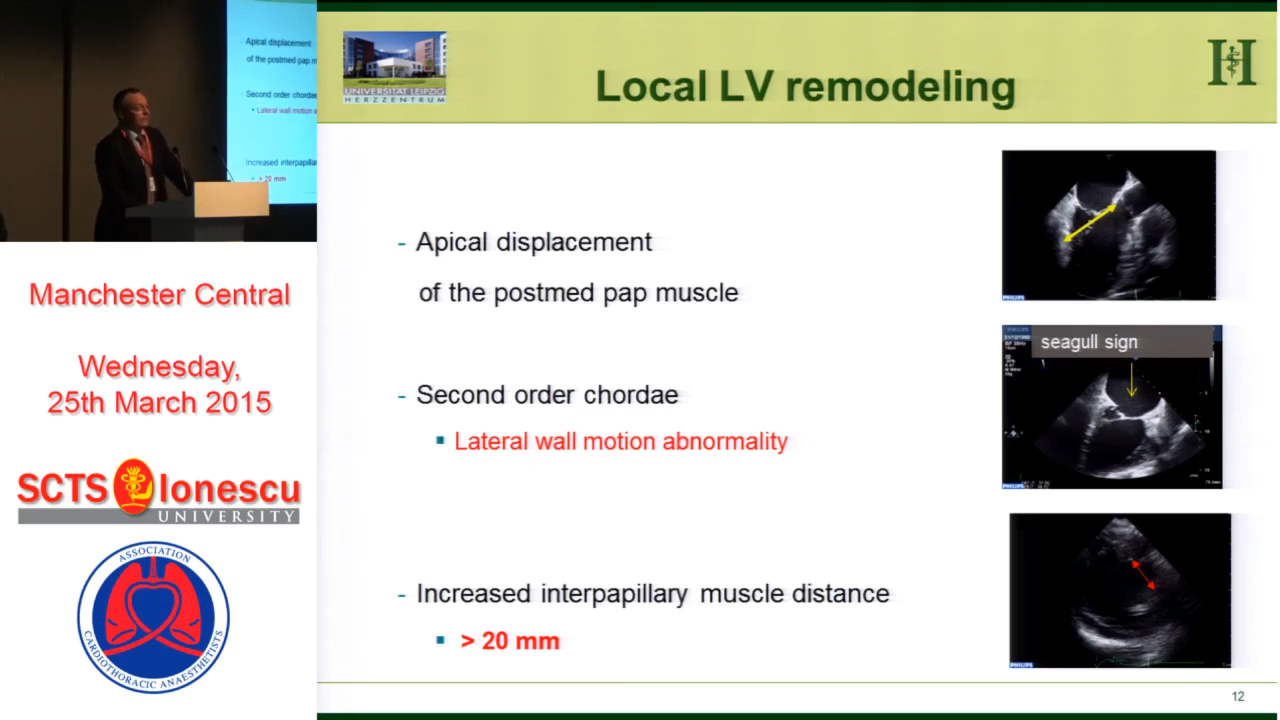 Apical displacement
of the postmed pap m
Second order chordae
Lateral wall motion
Increased interpapillar
> 20 mm
Manchester Central
Wednesday,
25th March 2015
SCTS Ionescu
UNIVERSITY
ASSOCIATION
CARDIOTHORACIC ANAESTHETISTS
UNIVERSITÄT LEIPZIG
HERZZENTRUM
Local LV remodeling
H
- Apical displacement
of the postmed pap muscle
- Second order chordae
▪ Lateral wall motion abnormality
- Increased interpapillary muscle distance
▪ > 20 mm
PHILIPS
seagull sign
PHILIPS
PHILIPS
12